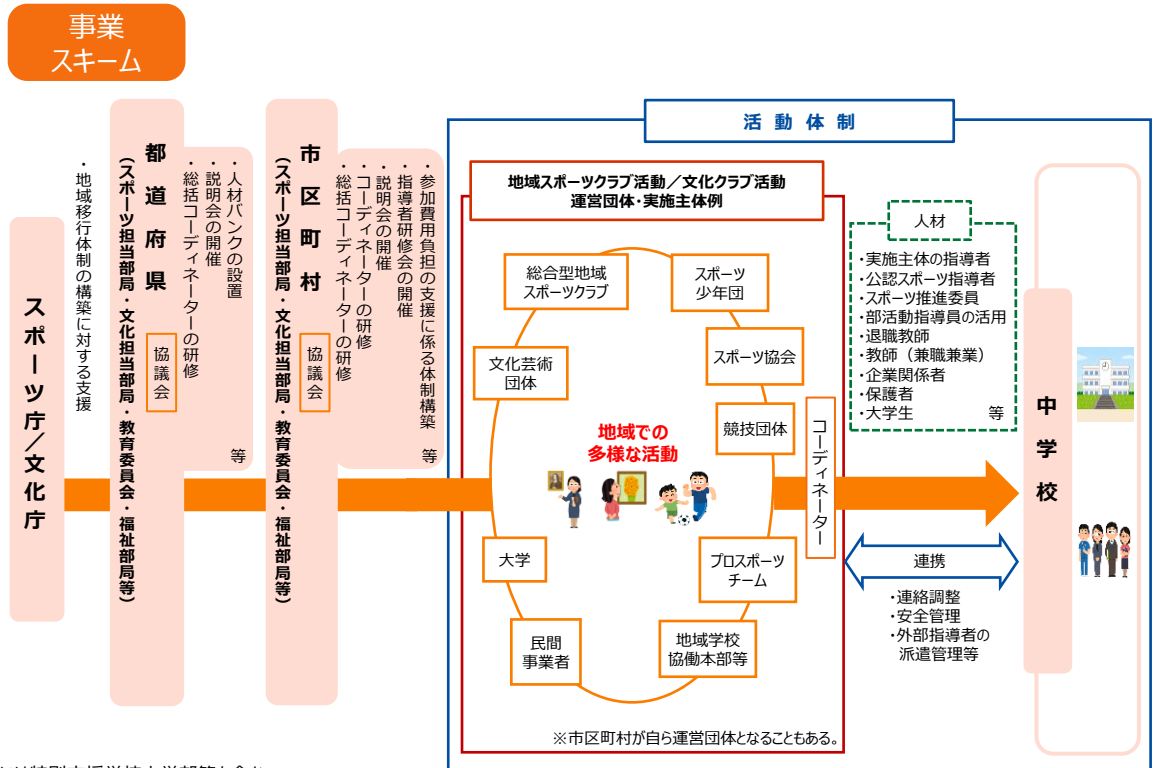 事業
スキーム
スポーツ庁/文化庁
・地域移行体制の構築に対する支援
都道府県
(スポーツ担当部局・文化担当部局・教育委員会・福祉部局等)
協議会
・人材バンクの設置
・説明会の開催
・総括コーディネーターの研修
等
市区町村
(スポーツ担当部局・文化担当部局・教育委員会・福祉部局等)
協議会
・参加費用負担の支援に係る体制構築
・指導者研修会の開催
・説明会の開催
・コーディネーターの研修
・総括コーディネーターの研修
等
活動体制
地域スポーツクラブ活動/文化クラブ活動
運営団体・実施主体例
総合型地域
スポーツクラブ
スポーツ
少年団
文化芸術
団体
スポーツ協会
競技団体
地域での
多様な活動
大学
プロスポーツ
チーム
民間
事業者
地域学校
協働本部等
コーディネーター
※市区町村が自ら運営団体となることもある。
人材
・実施主体の指導者
・公認スポーツ指導者
・スポーツ推進委員
・部活動指導員の活用
・退職教師
・教師(兼職兼業)
・企業関係者
・保護者
・大学生 等
連携
・連絡調整
・安全管理
・外部指導者の
派遣管理等
中学校